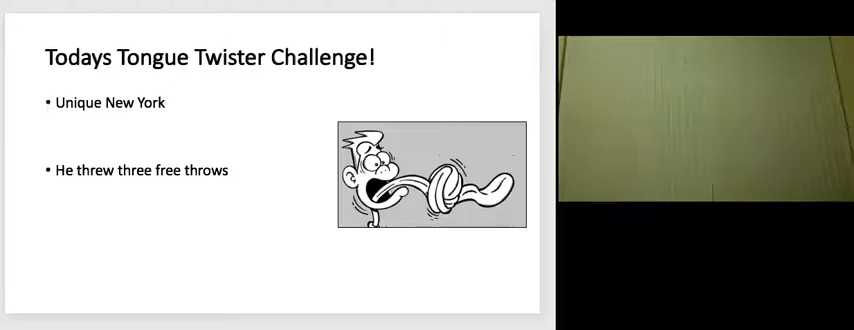 Todays Tongue Twister Challenge!
• Unique New York
• He threw three free throws